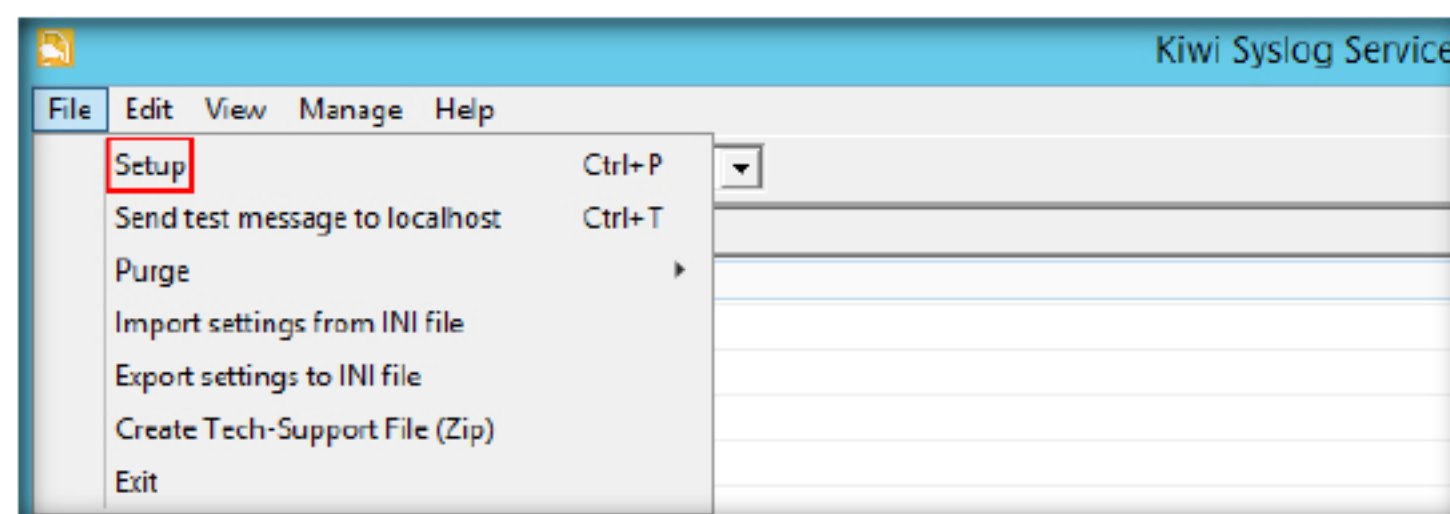 Kiwi Syslog Service
File Edit View Manage Help
Setup Ctrl+P
Send test message to localhost Ctrl+T
Purge
Import settings from INI file
Export settings to INI file
Create Tech-Support File (Zip)
Exit